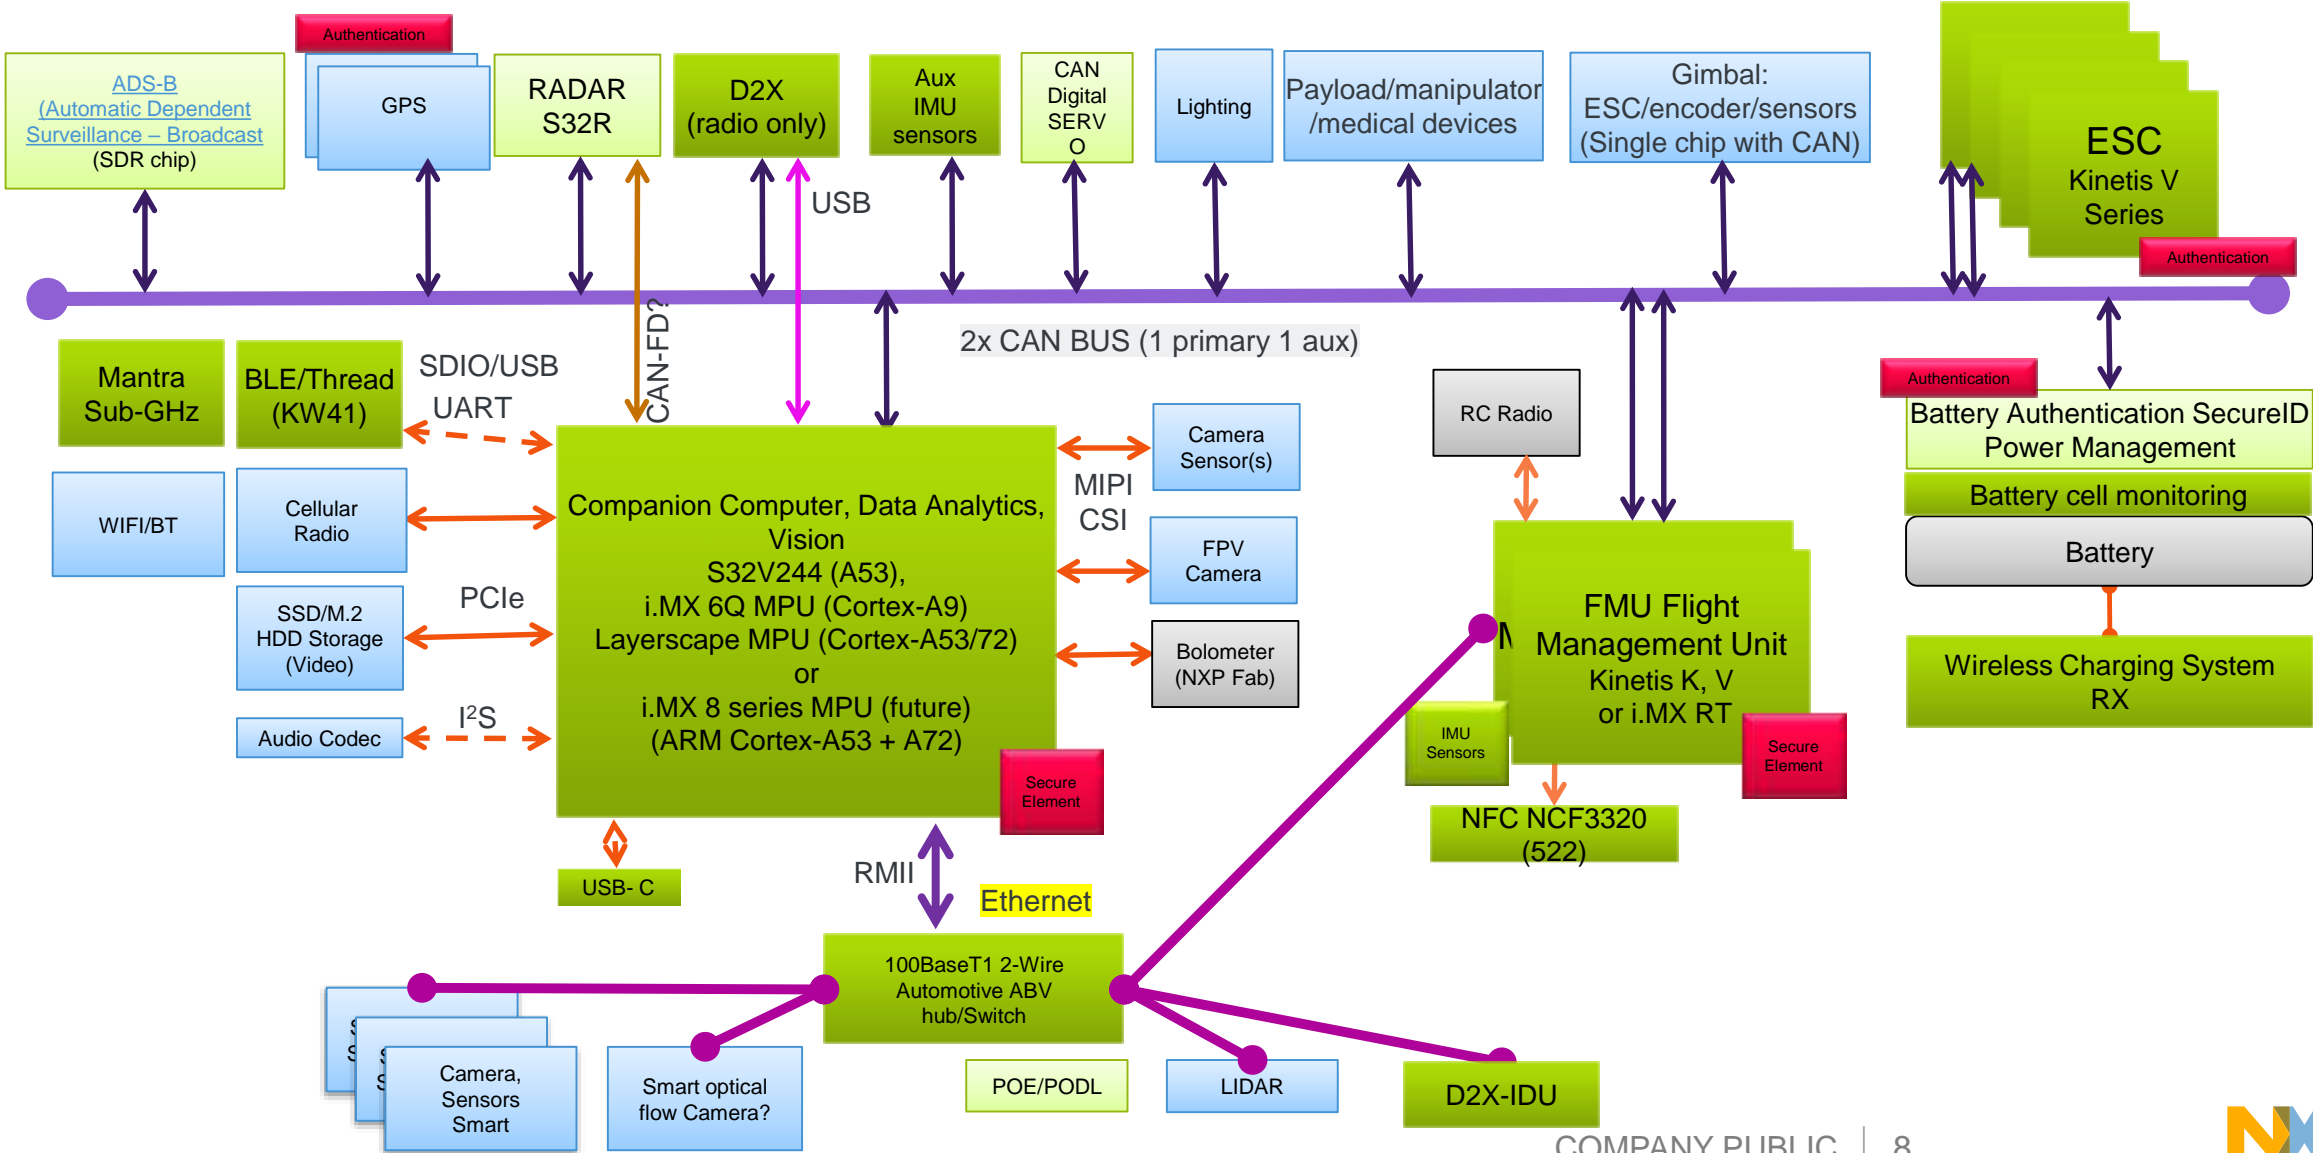 Authentication
ADS-B
(Automatic Dependent
Surveillance – Broadcast
(SDR chip)
GPS
RADAR
S32R
D2X
(radio only)
Aux
IMU
sensors
CAN
Digital
SERV
O
Lighting
Payload/manipulator
/medical devices
Gimbal:
ESC/encoder/sensors
(Single chip with CAN)
ESC
Kinetis V
Series
Authentication
USB
CAN-FD?
2x CAN BUS (1 primary 1 aux)
Mantra
Sub-GHz
BLE/Thread
(KW41)
SDIO/USB
UART
WIFI/BT
Cellular
Radio
SSD/M.2
HDD Storage
(Video)
PCIe
Audio Codec
I²S
Companion Computer, Data Analytics,
Vision
S32V244 (A53),
i.MX 6Q MPU (Cortex-A9)
Layerscape MPU (Cortex-A53/72)
or
i.MX 8 series MPU (future)
(ARM Cortex-A53 + A72)
Secure
Element
Camera
Sensor(s)
MIPI
CSI
FPV
Camera
Bolometer
(NXP Fab)
RC Radio
FMU Flight
Management Unit
Kinetis K, V
or i.MX RT
IMU
Sensors
Secure
Element
NFC NCF3320
(522)
Authentication
Battery Authentication SecureID
Power Management
Battery cell monitoring
Battery
Wireless Charging System
RX
USB- C
RMII
Ethernet
100BaseT1 2-Wire
Automotive ABV
hub/Switch
Camera,
Sensors
Smart
Smart optical
flow Camera?
POE/PODL
LIDAR
D2X-IDU
COMPANY PUBLIC | 8